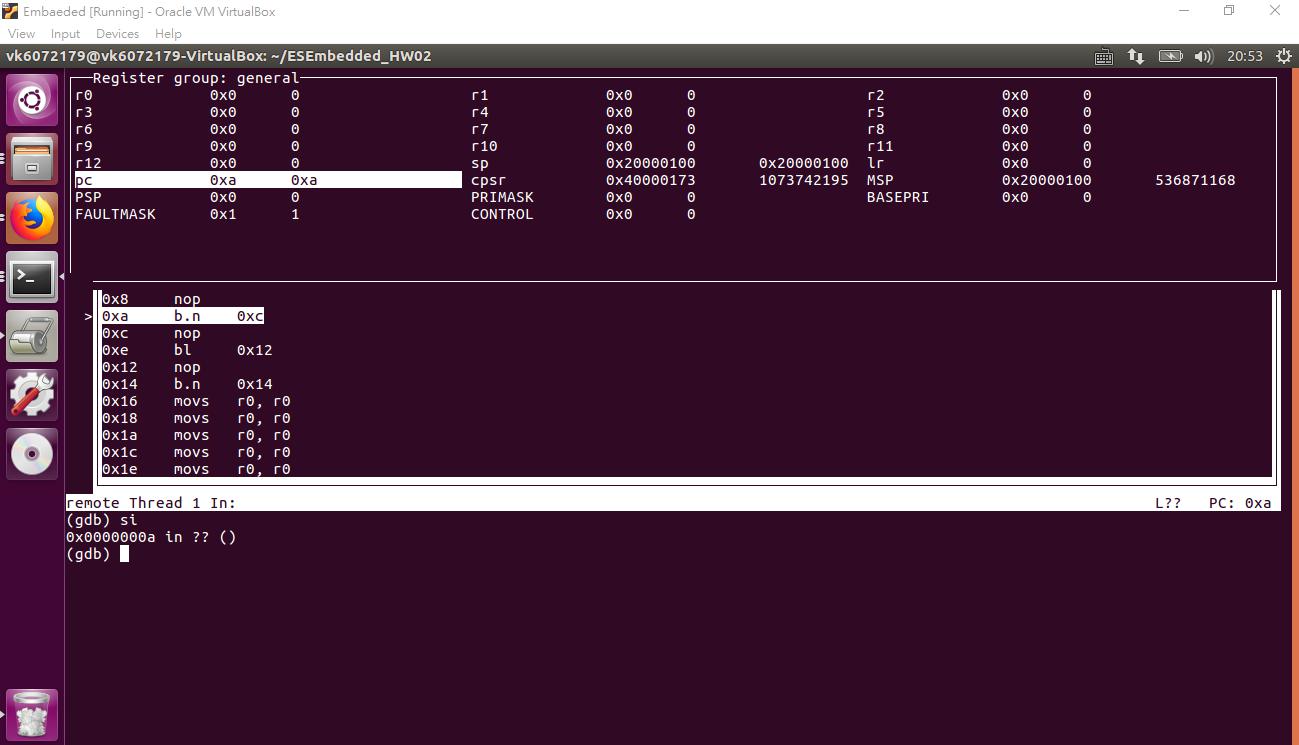 Embaeded [Running] - Oracle VM VirtualBox
View Input Devices Help
vk6072179@vk6072179-VirtualBox: ~/ESEmbedded_HW02 20:53
Register group: general
r0 0x0 0 r1 0x0 0 r2 0x0 0
r3 0x0 0 r4 0x0 0 r5 0x0 0
r6 0x0 0 r7 0x0 0 r8 0x0 0
r9 0x0 0 r10 0x0 0 r11 0x0 0
r12 0x0 0 sp 0x20000100 0x20000100 lr 0x0 0
pc 0xa 0xa cpsr 0x40000173 1073742195 MSP 0x20000100 536871168
PSP 0x0 0 PRIMASK 0x0 0 BASEPRI 0x0 0
FAULTMASK 0x1 1 CONTROL 0x0 0
0x8 nop
> 0xa b.n 0xc
0xc nop
0xe bl 0x12
0x12 nop
0x14 b.n 0x14
0x16 movs r0, r0
0x18 movs r0, r0
0x1a movs r0, r0
0x1c movs r0, r0
0x1e movs r0, r0
remote Thread 1 In: L?? PC: 0xa
(gdb) si
0x0000000a in ?? ()
(gdb)